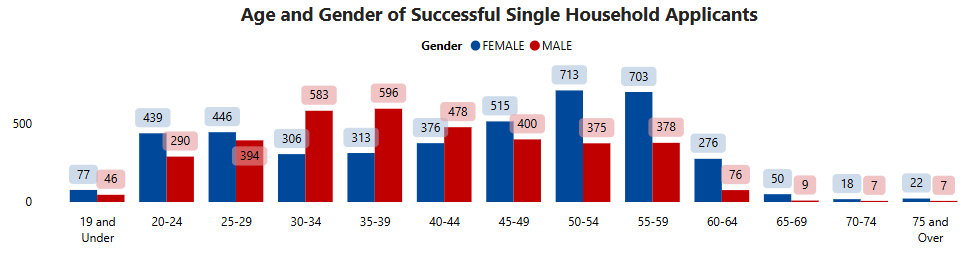 Age and Gender of Successful Single Household Applicants
Gender FEMALE MALE
713 703
583 596
515
500 439 446 478
376 400 375 378
290 394 306 313 276
77 46 76 50 9 18 7 22 7
0
19 and Under 20-24 25-29 30-34 35-39 40-44 45-49 50-54 55-59 60-64 65-69 70-74 75 and Over